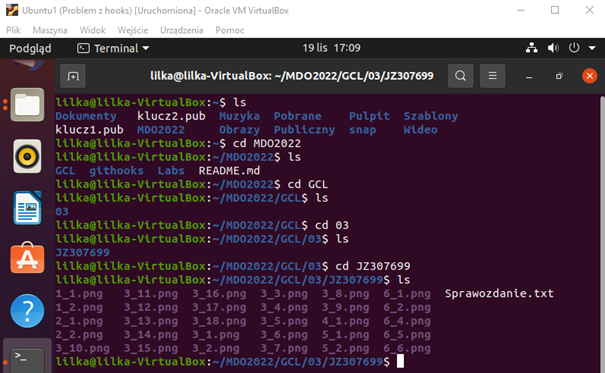 Ubuntu1 (Problem z hooks) [Uruchomiona] - Oracle VM VirtualBox
Plik Maszyna Widok Wejście Urządzenia Pomoc
Podgląd Terminal 19 lis 17:09
lilka@lilka-VirtualBox: ~/MDO2022/GCL/03/JZ307699
lilka@lilka-VirtualBox:~$ ls
Dokumenty klucz2.pub Muzyka Pobrane Pulpit Szablony
klucz1.pub MDO2022 Obrazy Publiczny snap Wideo
lilka@lilka-VirtualBox:~$ cd MDO2022
lilka@lilka-VirtualBox:~/MDO2022$ ls
GCL githooks Labs README.md
lilka@lilka-VirtualBox:~/MDO2022$ cd GCL
lilka@lilka-VirtualBox:~/MDO2022/GCL$ ls
03
lilka@lilka-VirtualBox:~/MDO2022/GCL$ cd 03
lilka@lilka-VirtualBox:~/MDO2022/GCL/03$ ls
JZ307699
lilka@lilka-VirtualBox:~/MDO2022/GCL/03$ cd JZ307699
lilka@lilka-VirtualBox:~/MDO2022/GCL/03/JZ307699$ ls
1_1.png 3_11.png 3_16.png 3_3.png 3_8.png 6_1.png Sprawozdanie.txt
1_2.png 3_12.png 3_17.png 3_4.png 3_9.png 6_2.png
2_1.png 3_13.png 3_18.png 3_5.png 4_1.png 6_4.png
2_2.png 3_14.png 3_1.png 3_6.png 5_1.png 6_5.png
3_10.png 3_15.png 3_2.png 3_7.png 5_2.png 6_6.png
lilka@lilka-VirtualBox:~/MDO2022/GCL/03/JZ307699$